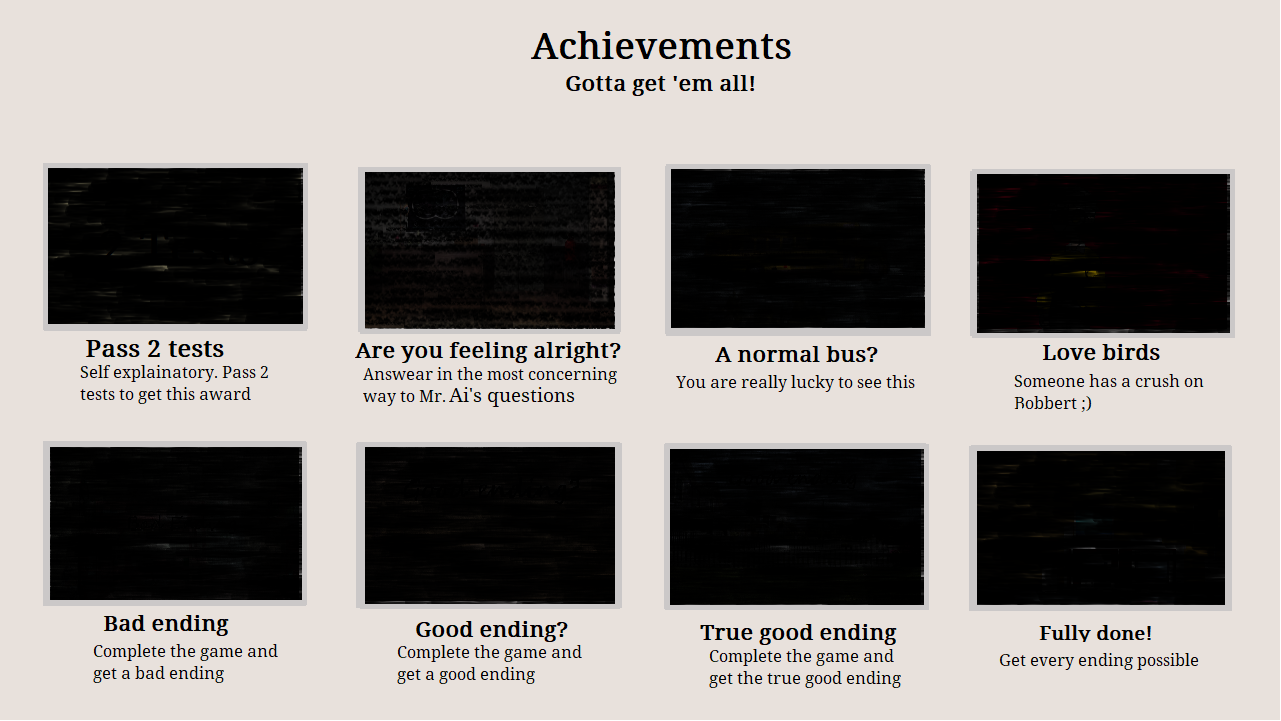 Achievements
Gotta get 'em all!
Pass 2 tests
Self explainatory. Pass 2
tests to get this award
Are you feeling alright?
Answear in the most concerning
way to Mr. Ai's questions
A normal bus?
You are really lucky to see this
Love birds
Someone has a crush on
Bobbert ;)
Bad ending
Complete the game and
get a bad ending
Good ending?
Complete the game and
get a good ending
True good ending
Complete the game and
get the true good ending
Fully done!
Get every ending possible